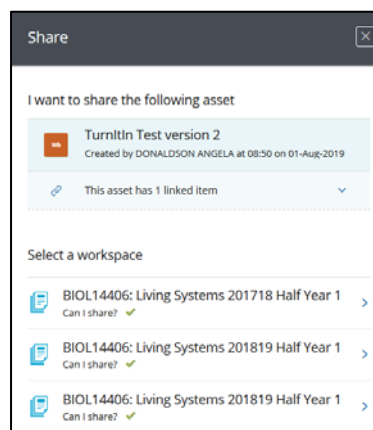 Share
I want to share the following asset
TurnItIn Test version 2
Created by DONALDSON ANGELA at 08:50 on 01-Aug-2019
This asset has 1 linked item
Select a workspace
BIOL14406: Living Systems 201718 Half Year 1
Can I share?
BIOL14406: Living Systems 201819 Half Year 1
Can I share?
BIOL14406: Living Systems 201819 Half Year 1
Can I share?